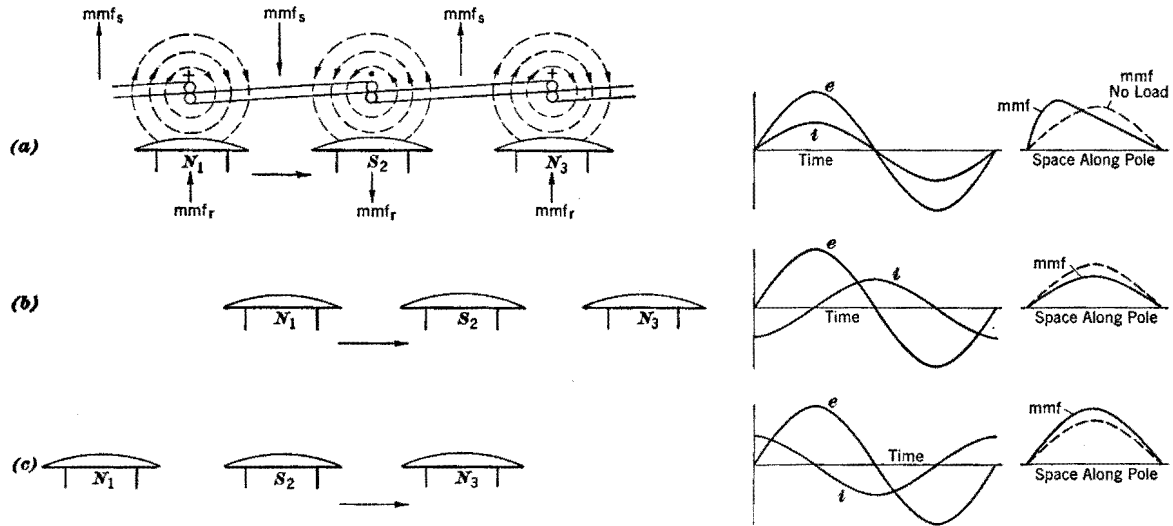 mmfₛ mmfₛ mmfₛ
+ • +
(a)
N₁ S₂ N₃
mmfᵣ mmfᵣ mmfᵣ
e
i
Time
mmf
No Load
mmf
Space Along Pole
(b)
N₁ S₂ N₃
e
i
Time
mmf
Space Along Pole
(c)
N₁ S₂ N₃
e
Time
i
mmf
Space Along Pole